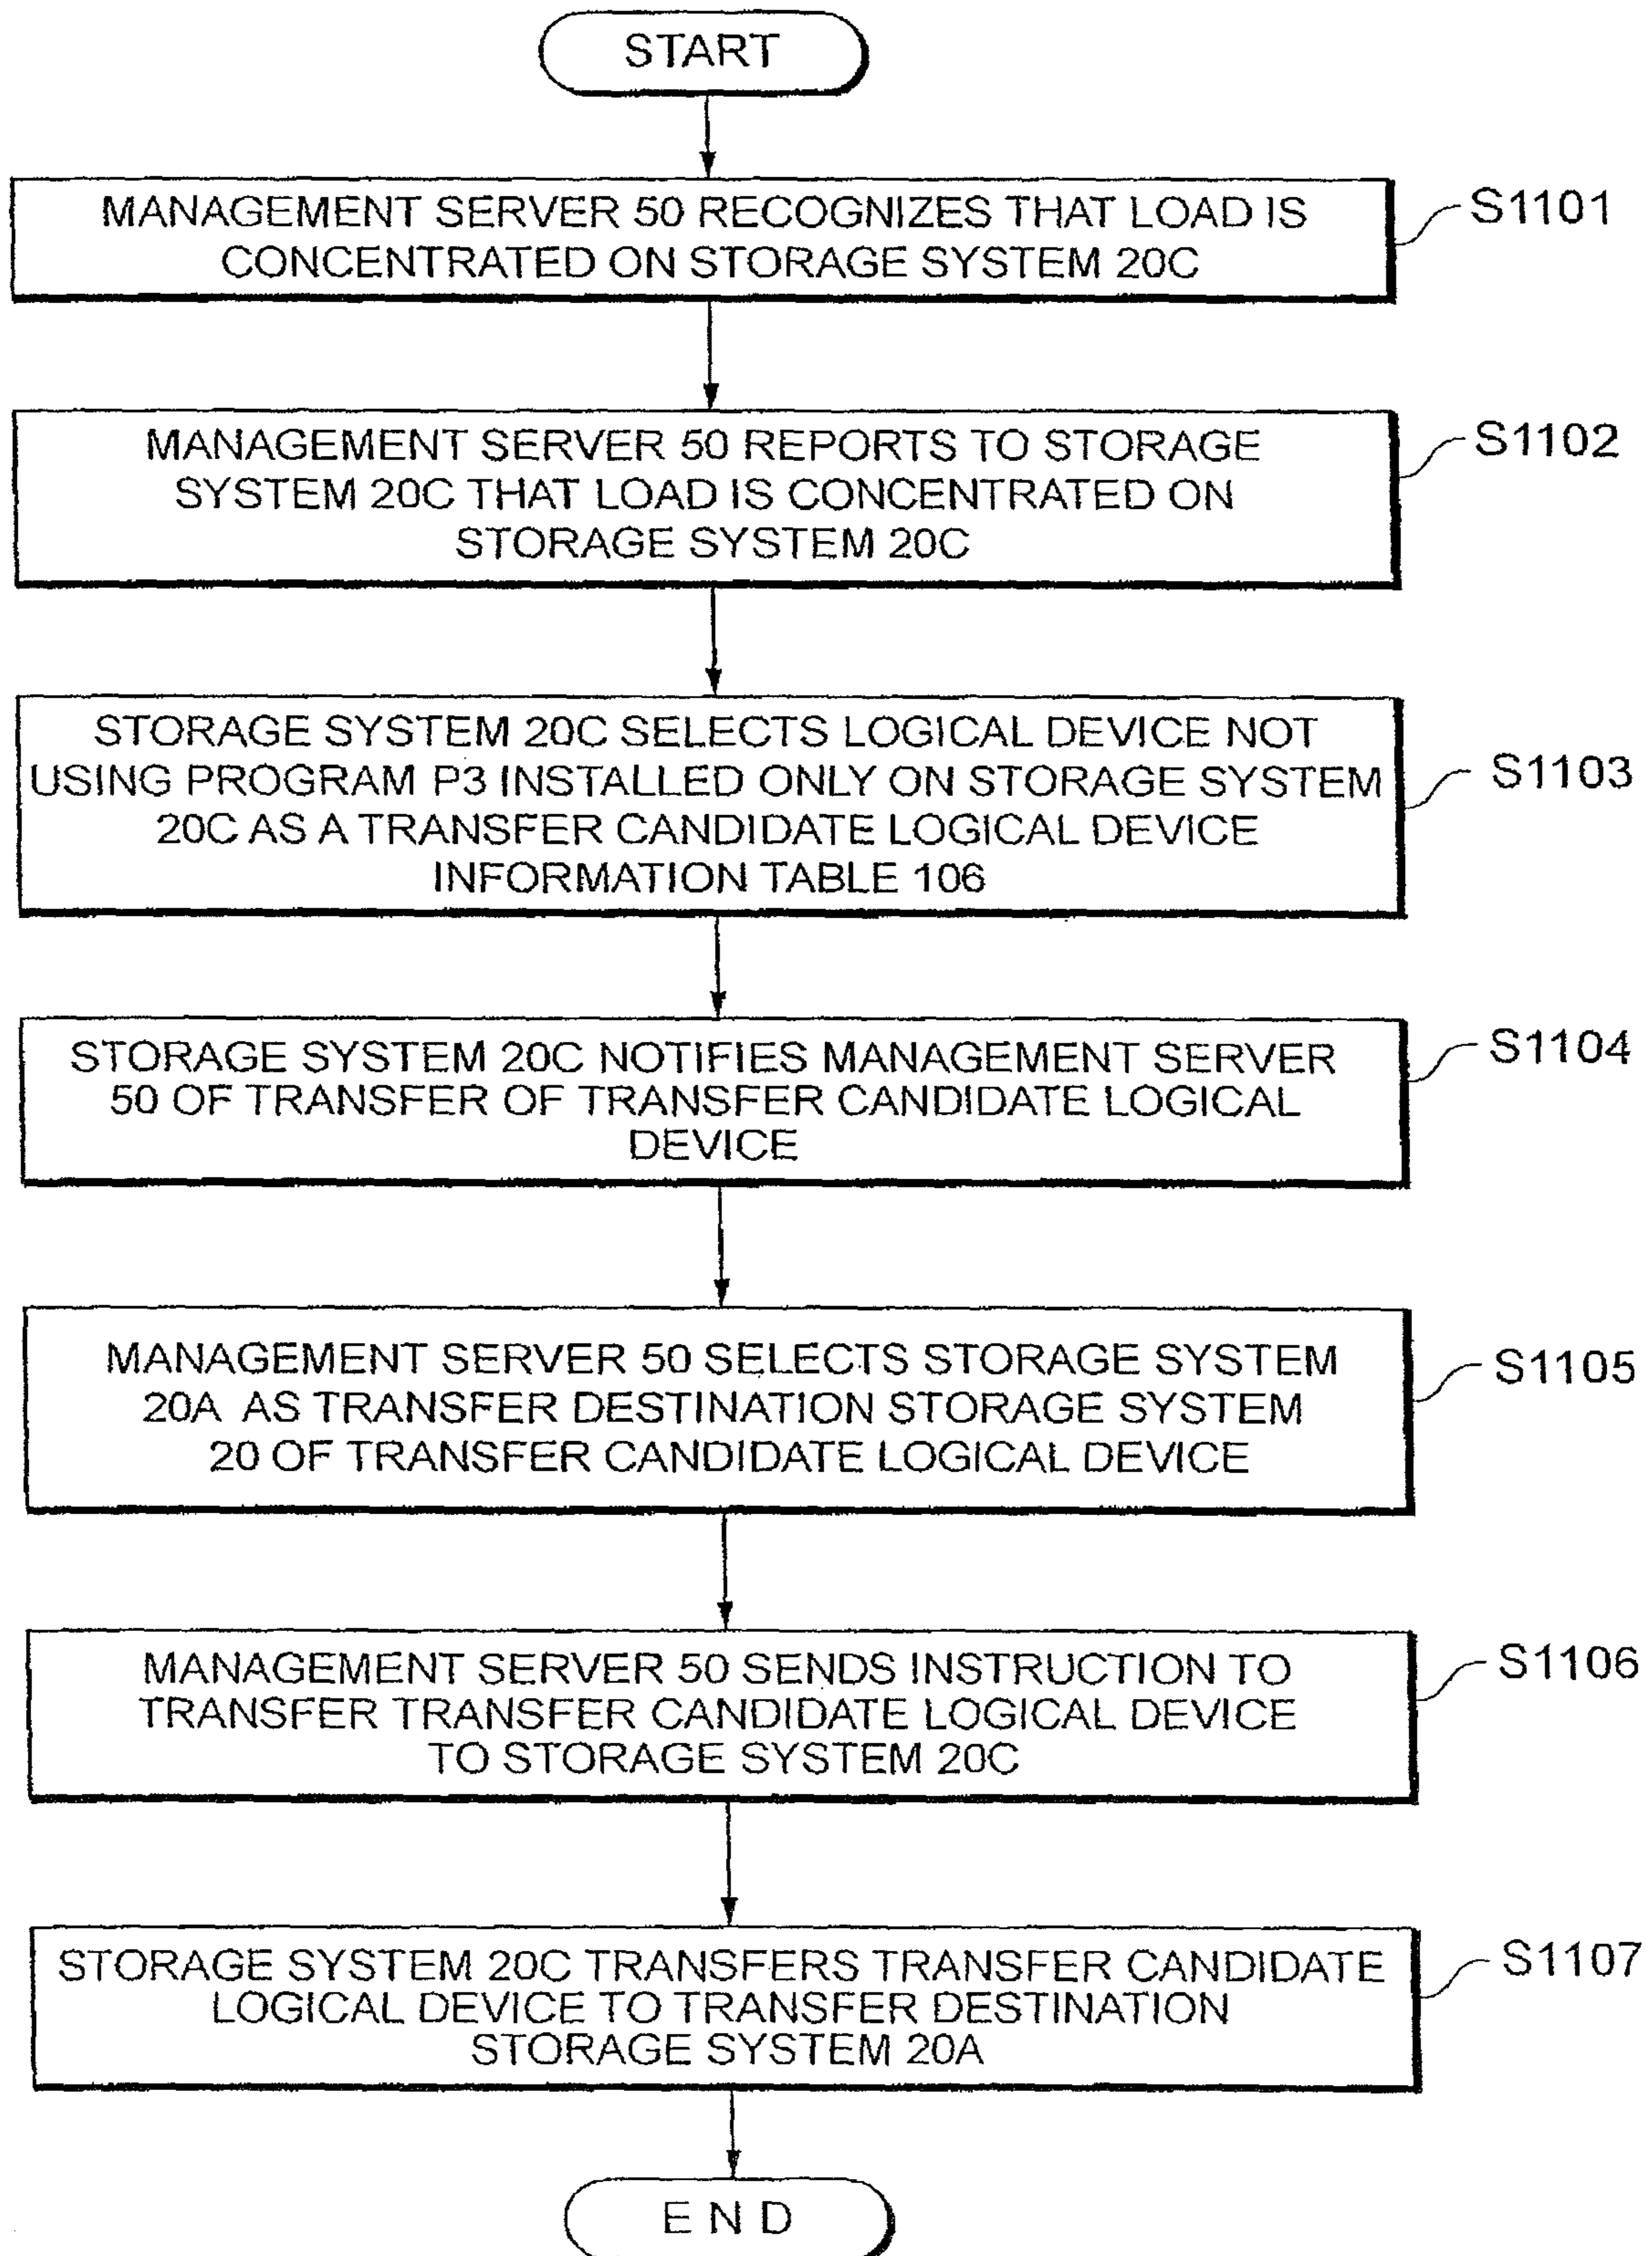 START
MANAGEMENT SERVER 50 RECOGNIZES THAT LOAD IS
CONCENTRATED ON STORAGE SYSTEM 20C
S1101
MANAGEMENT SERVER 50 REPORTS TO STORAGE
SYSTEM 20C THAT LOAD IS CONCENTRATED ON
STORAGE SYSTEM 20C
S1102
STORAGE SYSTEM 20C SELECTS LOGICAL DEVICE NOT
USING PROGRAM P3 INSTALLED ONLY ON STORAGE SYSTEM
20C AS A TRANSFER CANDIDATE LOGICAL DEVICE
INFORMATION TABLE 106
S1103
STORAGE SYSTEM 20C NOTIFIES MANAGEMENT SERVER
50 OF TRANSFER OF TRANSFER CANDIDATE LOGICAL
DEVICE
S1104
MANAGEMENT SERVER 50 SELECTS STORAGE SYSTEM
20A AS TRANSFER DESTINATION STORAGE SYSTEM
20 OF TRANSFER CANDIDATE LOGICAL DEVICE
S1105
MANAGEMENT SERVER 50 SENDS INSTRUCTION TO
TRANSFER TRANSFER CANDIDATE LOGICAL DEVICE
TO STORAGE SYSTEM 20C
S1106
STORAGE SYSTEM 20C TRANSFERS TRANSFER CANDIDATE
LOGICAL DEVICE TO TRANSFER DESTINATION
STORAGE SYSTEM 20A
S1107
END